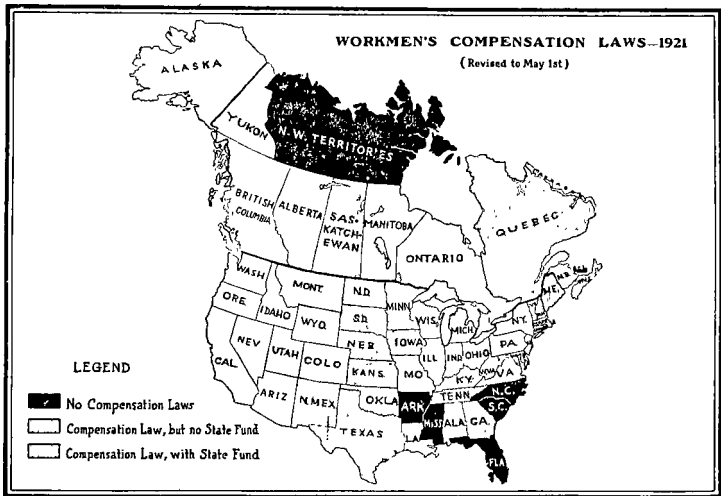 WORKMEN'S COMPENSATION LAWS—1921
(Revised to May 1st)
ALASKA
YUKON
N.W. TERRITORIES
BRITISH COLUMBIA
ALBERTA
SAS-
KATCH-
EWAN
MANITOBA
ONTARIO
QUEBEC
N.B.
ME.
WASH
ORE.
IDAHO
MONT.
WYO.
N.D.
S.D.
NEB
KANS.
MINN
IOWA
MO
WIS.
MICH
ILL
IND
OHIO
N.Y.
PA.
KY.
VA
TENN
N.C.
S.C.
GA.
ALA
MISS
ARK
LA
FLA
OKLA
TEXAS
N.MEX
ARIZ
COLO
UTAH
NEV
CAL.
LEGEND
No Compensation Laws
Compensation Law, but no State Fund
Compensation Law, with State Fund